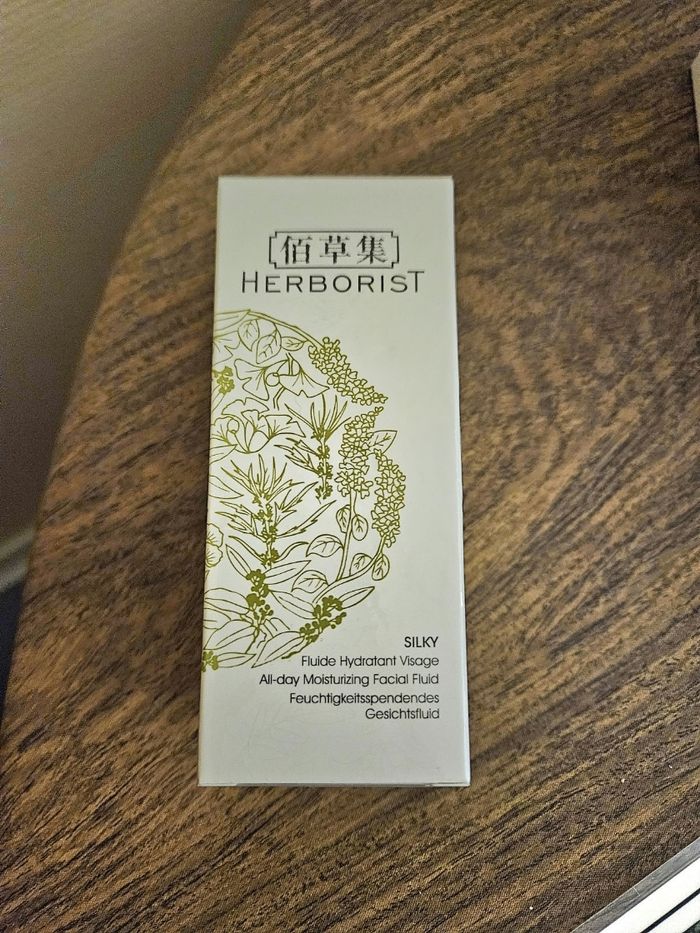 佰草集
HERBORIST
SILKY
Fluide Hydratant Visage
All-day Moisturizing Facial Fluid
Feuchtigkeitsspendendes
Gesichtsfluid